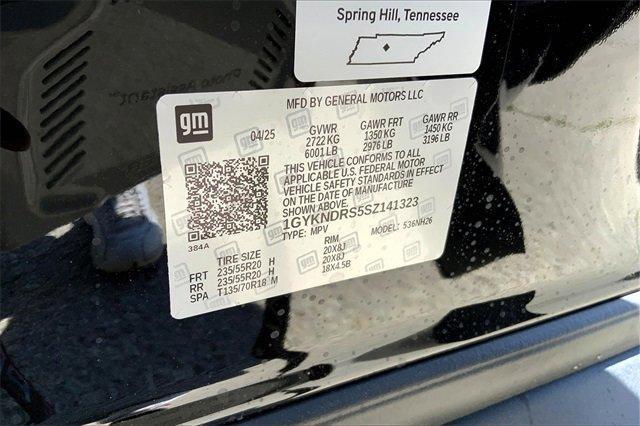 Spring Hill, Tennessee
gm
MFD BY GENERAL MOTORS LLC
04/25 GVWR GAWR FRT GAWR RR
2722 KG 1350 KG 1450 KG
6001 LB 2976 LB 3196 LB
THIS VEHICLE CONFORMS TO ALL
APPLICABLE U.S. FEDERAL MOTOR
VEHICLE SAFETY STANDARDS IN EFFECT
ON THE DATE OF MANUFACTURE
SHOWN ABOVE.
1GYKNDRS5SZ141323
TYPE: MPV MODEL: 536NH26
384A
TIRE SIZE RIM
FRT 235/55R20 H 20X8J
RR 235/55R20 H 20X8J
SPA T135/70R18 M 18X4.5B